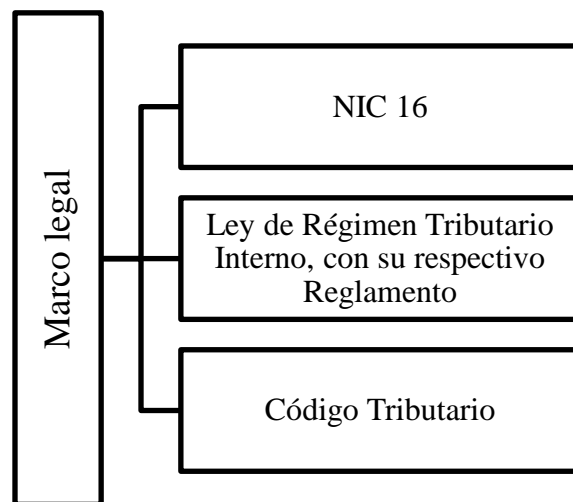 Marco legal
NIC 16
Ley de Régimen Tributario
Interno, con su respectivo
Reglamento
Código Tributario